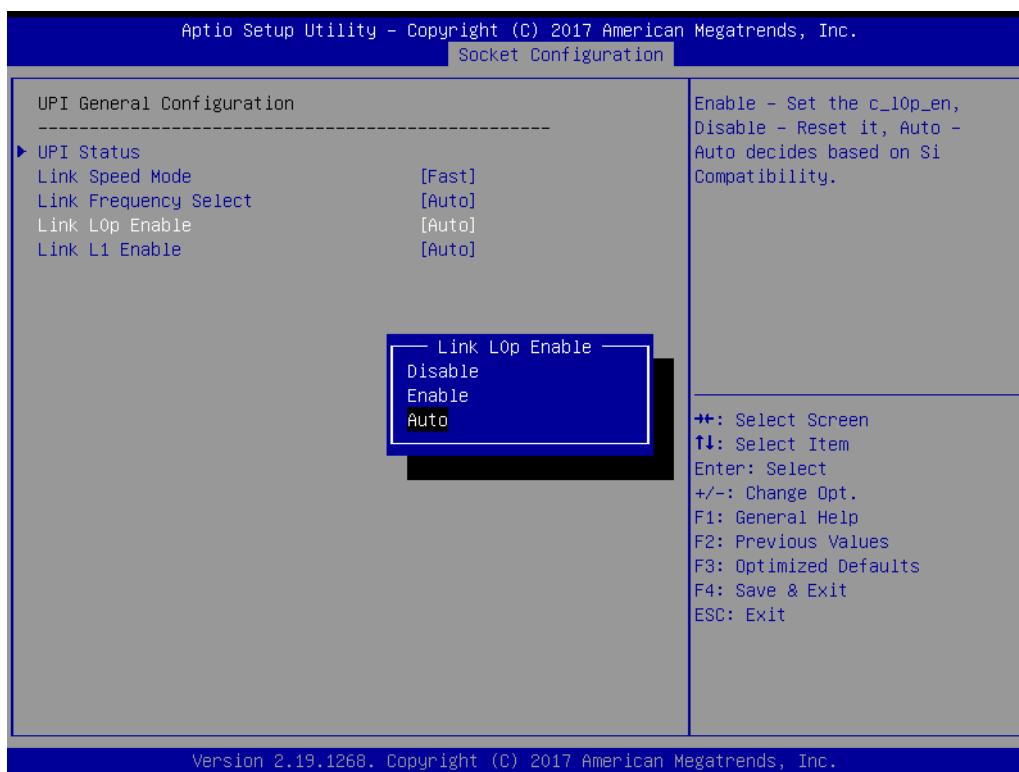 Aptio Setup Utility – Copyright (C) 2017 American Megatrends, Inc.
Socket Configuration
UPI General Configuration
--------------------------------------------------
UPI Status
Link Speed Mode [Fast]
Link Frequency Select [Auto]
Link L0p Enable [Auto]
Link L1 Enable [Auto]
Enable – Set the c_l0p_en,
Disable – Reset it, Auto –
Auto decides based on Si
Compatibility.
Link L0p Enable
Disable
Enable
Auto
→←: Select Screen
↑↓: Select Item
Enter: Select
+/-: Change Opt.
F1: General Help
F2: Previous Values
F3: Optimized Defaults
F4: Save & Exit
ESC: Exit
Version 2.19.1268. Copyright (C) 2017 American Megatrends, Inc.